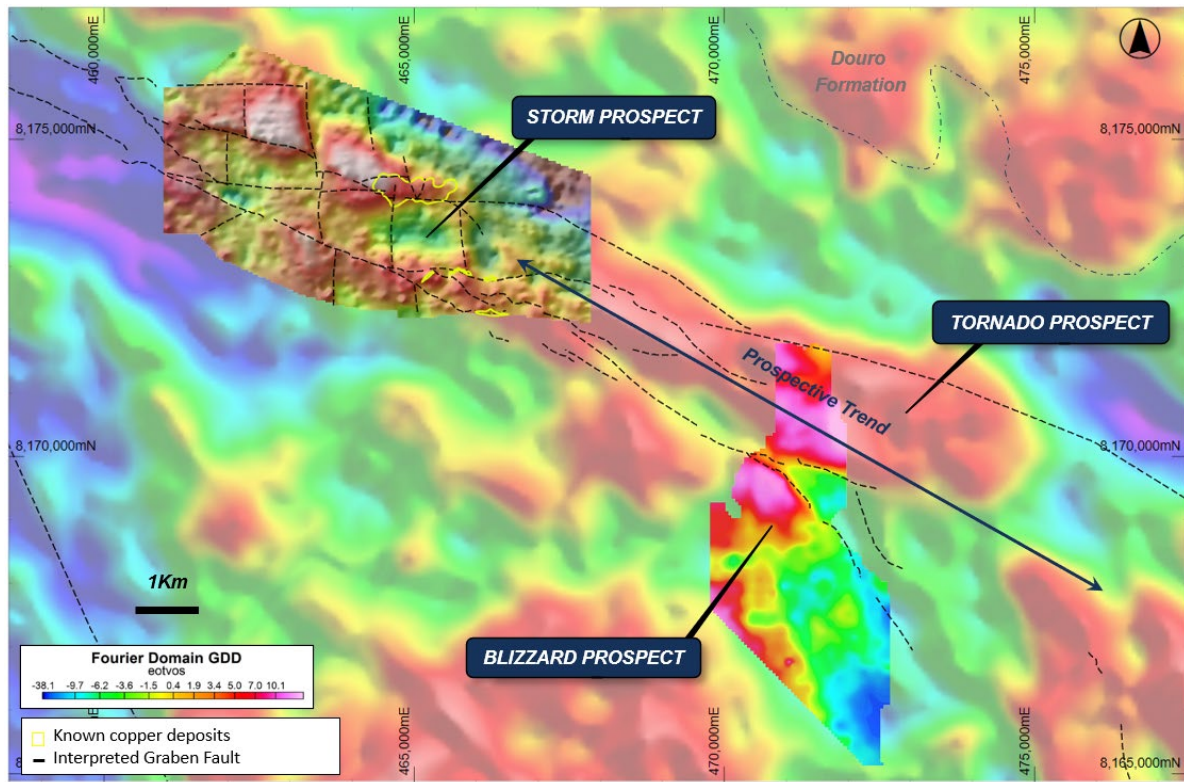 460,000mE
465,000mE
470,000mE
475,000mE
Douro
Formation
STORM PROSPECT
8,175,000mN
8,175,000mN
TORNADO PROSPECT
Prospective Trend
8,170,000mN
8,170,000mN
1Km
BLIZZARD PROSPECT
Fourier Domain GDD
eotvos
-38.1 -9.7 -6.2 -3.6 -1.5 0.4 1.9 3.4 5.0 7.0 10.1
Known copper deposits
Interpreted Graben Fault
465,000mE
470,000mE
475,000mE
8,165,000mN